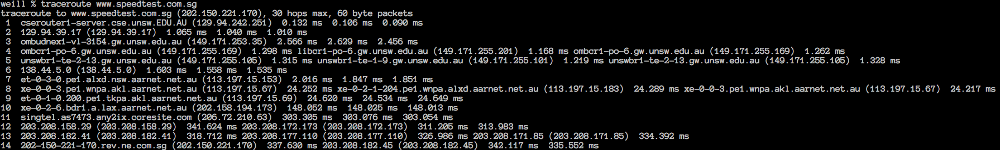 weill % traceroute www.speedtest.com.sg
traceroute to www.speedtest.com.sg (202.150.221.170), 30 hops max, 60 byte packets
 1  cserouter1-server.cse.unsw.EDU.AU (129.94.242.251)  0.132 ms  0.106 ms  0.090 ms
 2  129.94.39.17 (129.94.39.17)  1.065 ms  1.040 ms  1.010 ms
 3  ombudnex1-vl-3154.gw.unsw.edu.au (149.171.253.35)  2.566 ms  2.629 ms  2.456 ms
 4  ombcr1-po-6.gw.unsw.edu.au (149.171.255.169)  1.298 ms libcr1-po-6.gw.unsw.edu.au (149.171.255.201)  1.168 ms ombcr1-po-6.gw.unsw.edu.au (149.171.255.169)  1.262 ms
 5  unswbr1-te-2-13.gw.unsw.edu.au (149.171.255.105)  1.315 ms unswbr1-te-1-9.gw.unsw.edu.au (149.171.255.101)  1.219 ms unswbr1-te-2-13.gw.unsw.edu.au (149.171.255.105)  1.328 ms
 6  138.44.5.0 (138.44.5.0)  1.603 ms  1.558 ms  1.535 ms
 7  et-0-3-0.pe1.alxd.nsw.aarnet.net.au (113.197.15.153)  2.016 ms  1.847 ms  1.851 ms
 8  xe-0-0-3.pe1.wnpa.akl.aarnet.net.au (113.197.15.67)  24.252 ms xe-0-2-1-204.pe1.wnpa.alxd.aarnet.net.au (113.197.15.183)  24.289 ms xe-0-0-3.pe1.wnpa.akl.aarnet.net.au (113.197.15.67)  24.217 ms
 9  et-0-1-0.200.pe1.tkpa.akl.aarnet.net.au (113.197.15.69)  24.620 ms  24.534 ms  24.649 ms
10  xe-0-2-6.bdr1.a.lax.aarnet.net.au (202.158.194.173)  148.052 ms  148.025 ms  148.013 ms
11  singtel.as7473.any2ix.coresite.com (206.72.210.63)  303.305 ms  303.076 ms  303.054 ms
12  203.208.158.29 (203.208.158.29)  341.624 ms 203.208.172.173 (203.208.172.173)  311.205 ms  313.983 ms
13  203.208.182.41 (203.208.182.41)  318.712 ms 203.208.177.110 (203.208.177.110)  326.986 ms 203.208.171.85 (203.208.171.85)  334.392 ms
14  202-150-221-170.rev.ne.com.sg (202.150.221.170)  337.630 ms 203.208.182.45 (203.208.182.45)  342.117 ms  335.552 ms